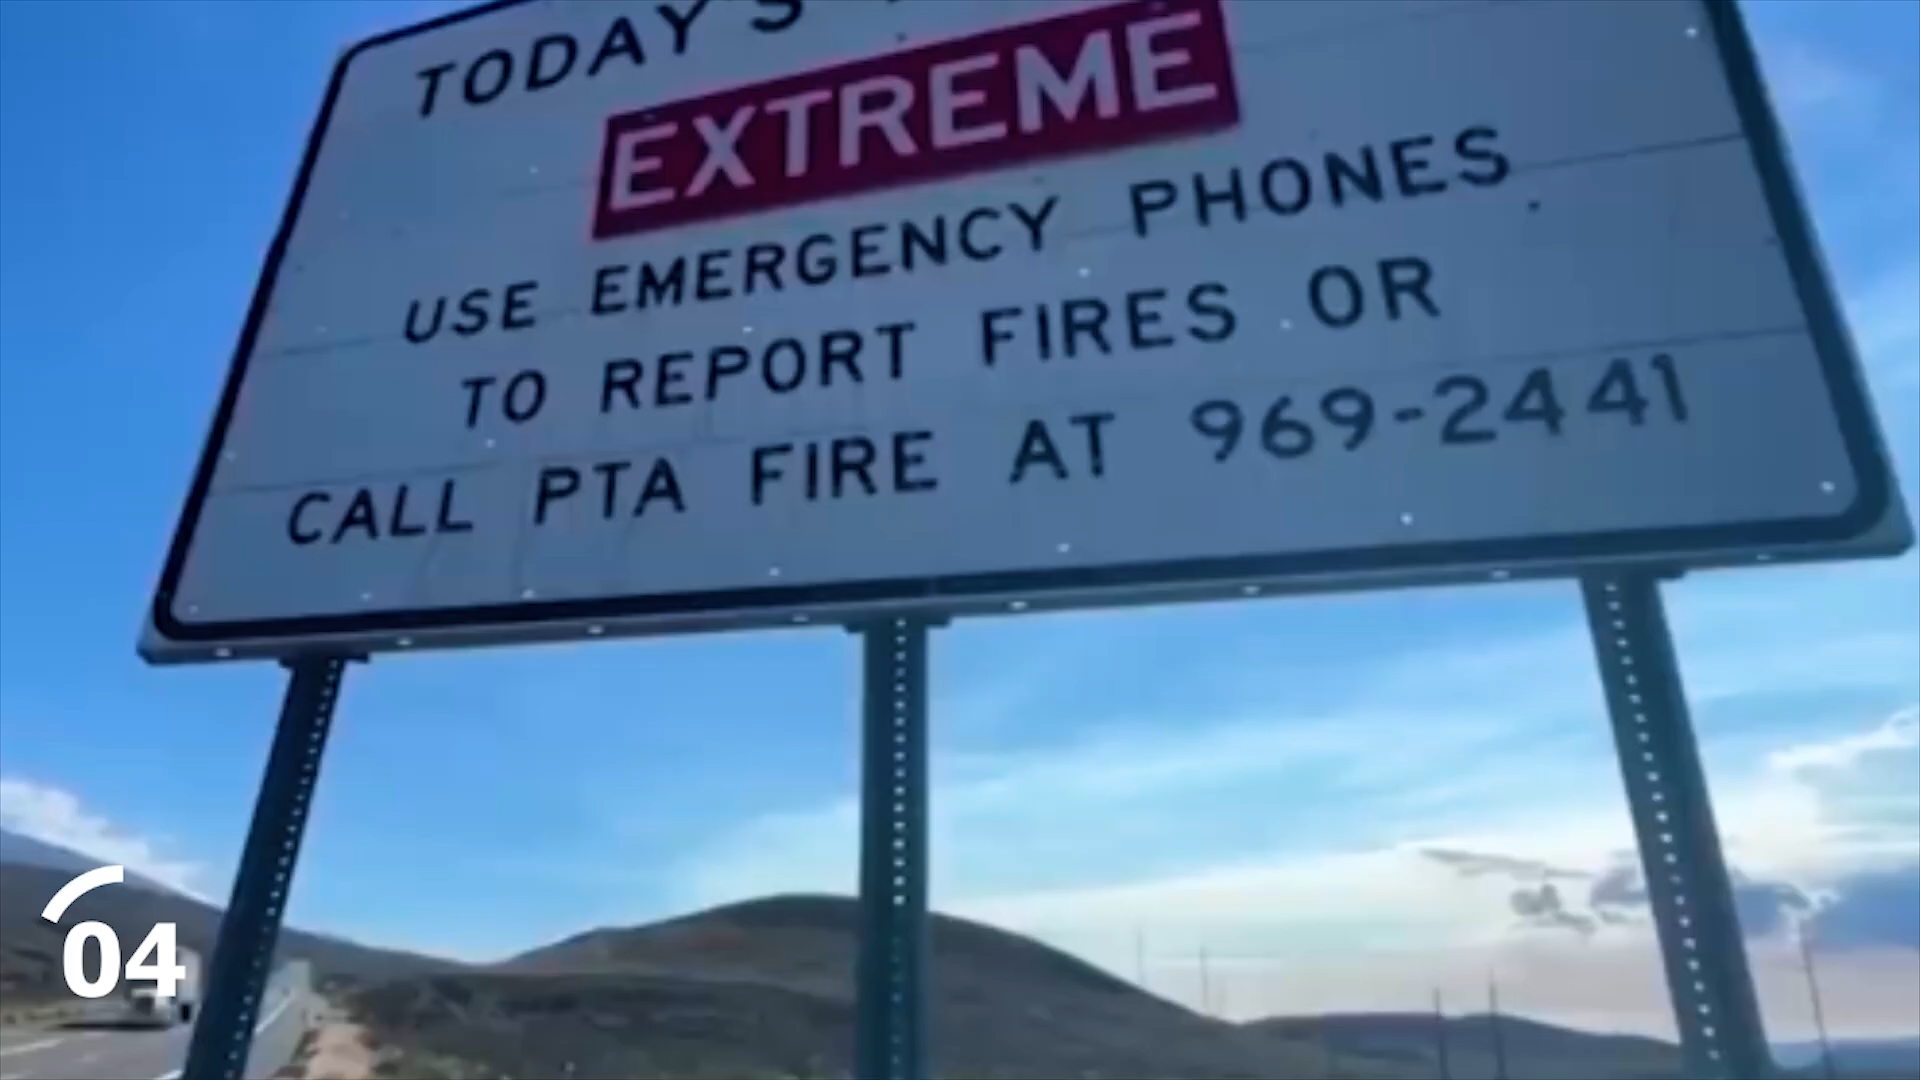 TODAY'S
EXTREME
USE EMERGENCY PHONES
TO REPORT FIRES OR
CALL PTA FIRE AT 969-2441
04